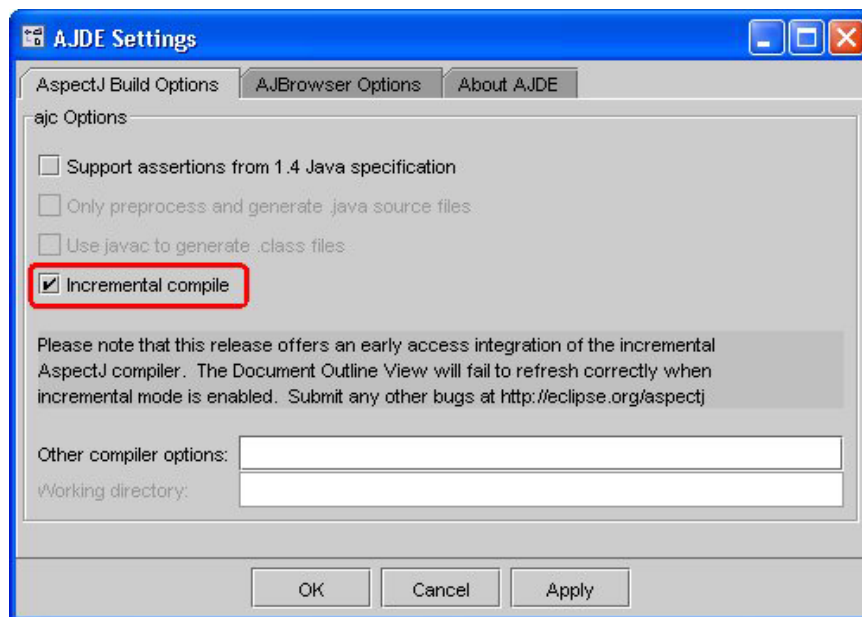 AJDE Settings
AspectJ Build Options AJBrowser Options About AJDE
ajc Options
Support assertions from 1.4 Java specification
Only preprocess and generate .java source files
Use javac to generate .class files
Incremental compile
Please note that this release offers an early access integration of the incremental
AspectJ compiler.  The Document Outline View will fail to refresh correctly when
incremental mode is enabled.  Submit any other bugs at http://eclipse.org/aspectj
Other compiler options:
Working directory:
OK Cancel Apply